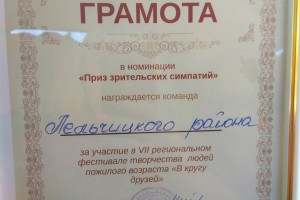 ГРАМОТА
в номинации
«Приз зрительских симпатий»
награждается команда
района
за участие в VII региональном
фестивале творчества людей
пожилого возраста «В кругу
друзей»